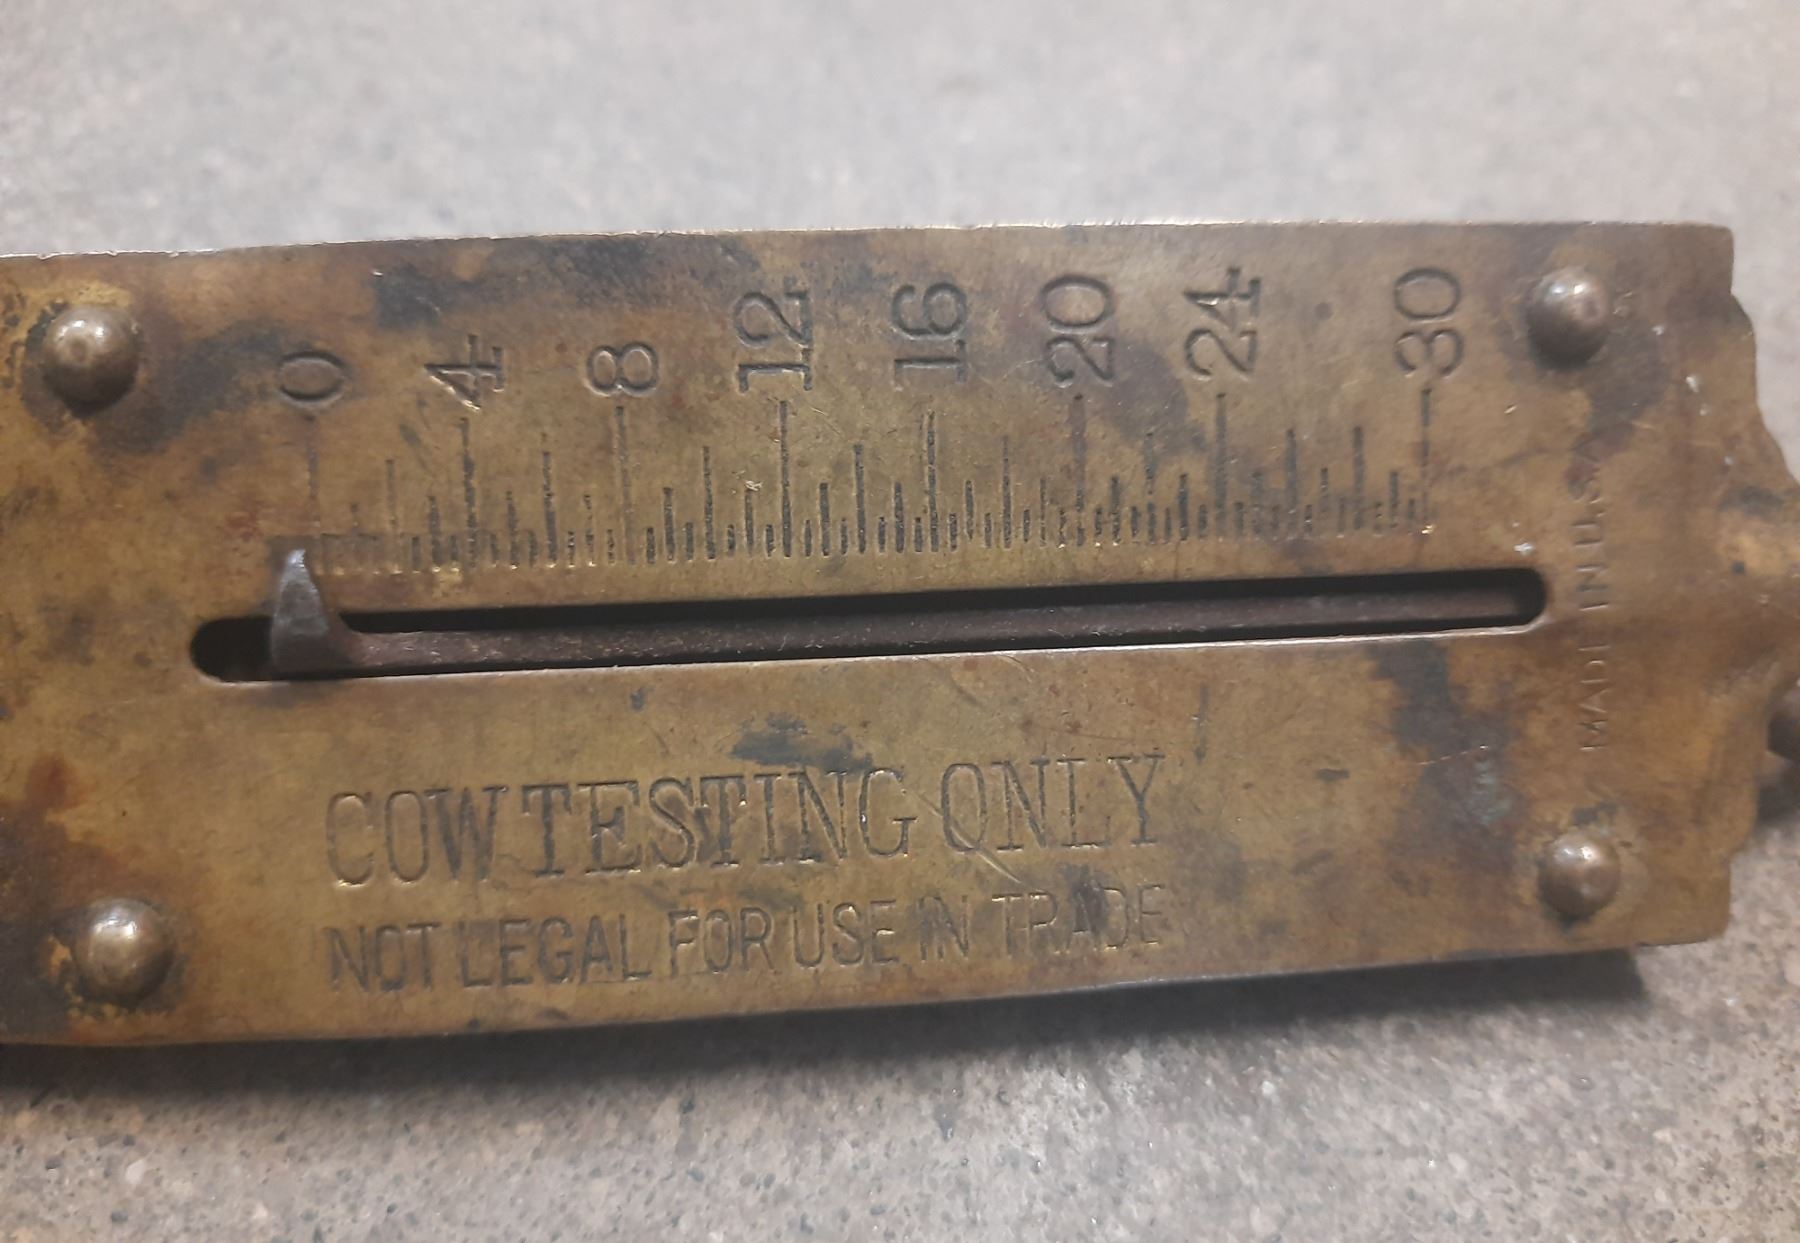 0 4 8 12 16 20 24 30
MADE IN U.S.A.
COW TESTING ONLY
NOT LEGAL FOR USE IN TRADE